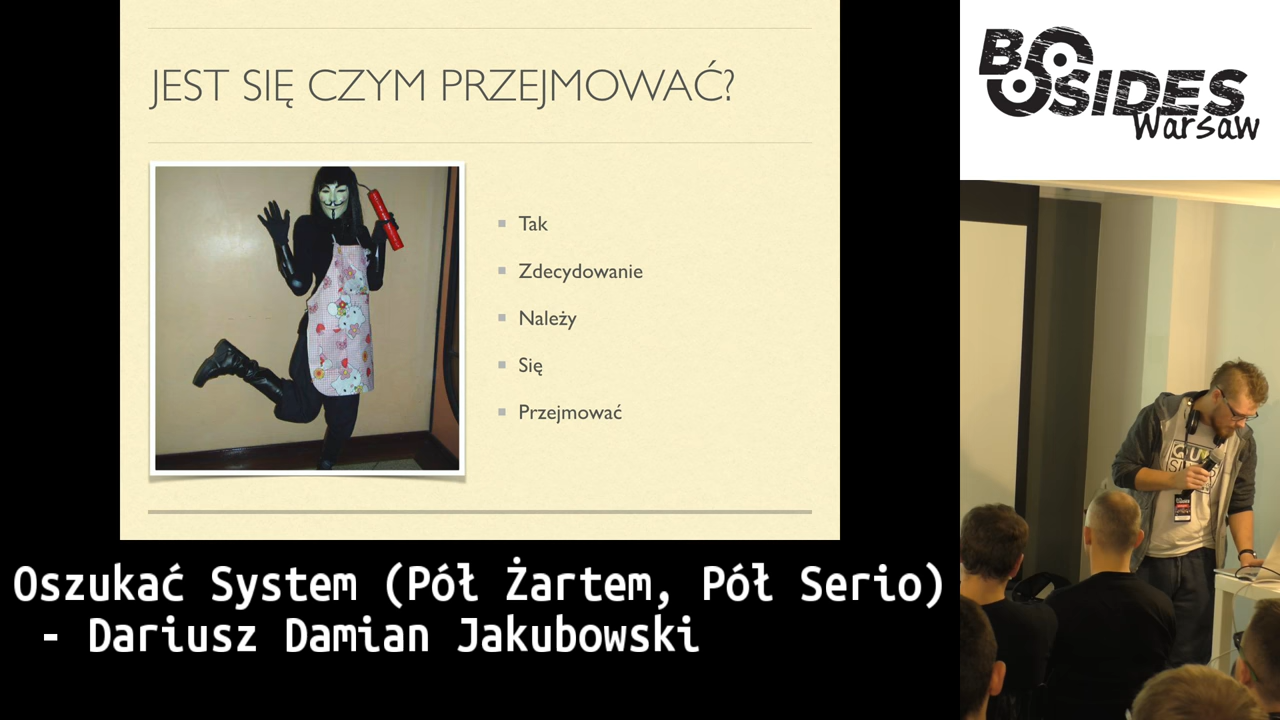 JEST SIĘ CZYM PRZEJMOWAĆ?
Tak
Zdecydowanie
Należy
Się
Przejmować
BSIDES
Warsaw
Oszukać System (Pół Żartem, Pół Serio)
- Dariusz Damian Jakubowski